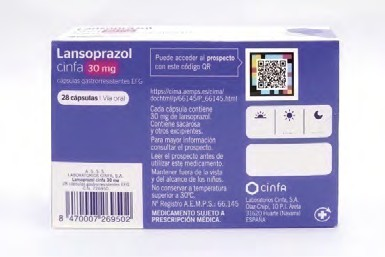 Lansoprazol
cinfa 30 mg
cápsulas gastrorresistentes EFG
28 cápsulas | Vía oral
Puede acceder al prospecto
con este código QR
https://cima.aemps.es/cima/
dochtml/p/66145/P_66145.html
Cada cápsula contiene
30 mg de lansoprazol.
Contiene sacarosa
y otros excipientes.
Para mayor información
consultar el prospecto.
Leer el prospecto antes de
utilizar este medicamento.
Mantener fuera de la vista
y del alcance de los niños.
No conservar a temperatura
superior a 30ºC.
Nº Registro A.E.M.P.S.: 66.145
MEDICAMENTO SUJETO A
PRESCRIPCIÓN MÉDICA.
A. S. S. S.
LABORATORIOS CINFA, S.A.
Lansoprazol cinfa 30 mg
28 cápsulas gastrorresistentes EFG
8 470007 269502
cinfa
Laboratorios Cinfa, S.A.
31620 Huarte (Navarra)
ESPAÑA